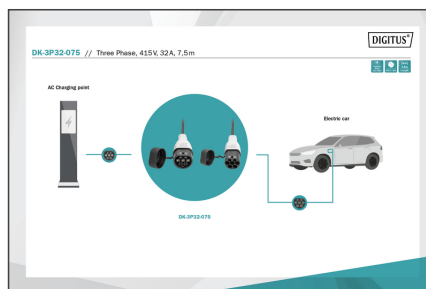 DIGITUS®
DK-3P32-075 // Three Phase, 415V, 32A, 7,5m
AC Charging point
Electric car
DK-3P32-075